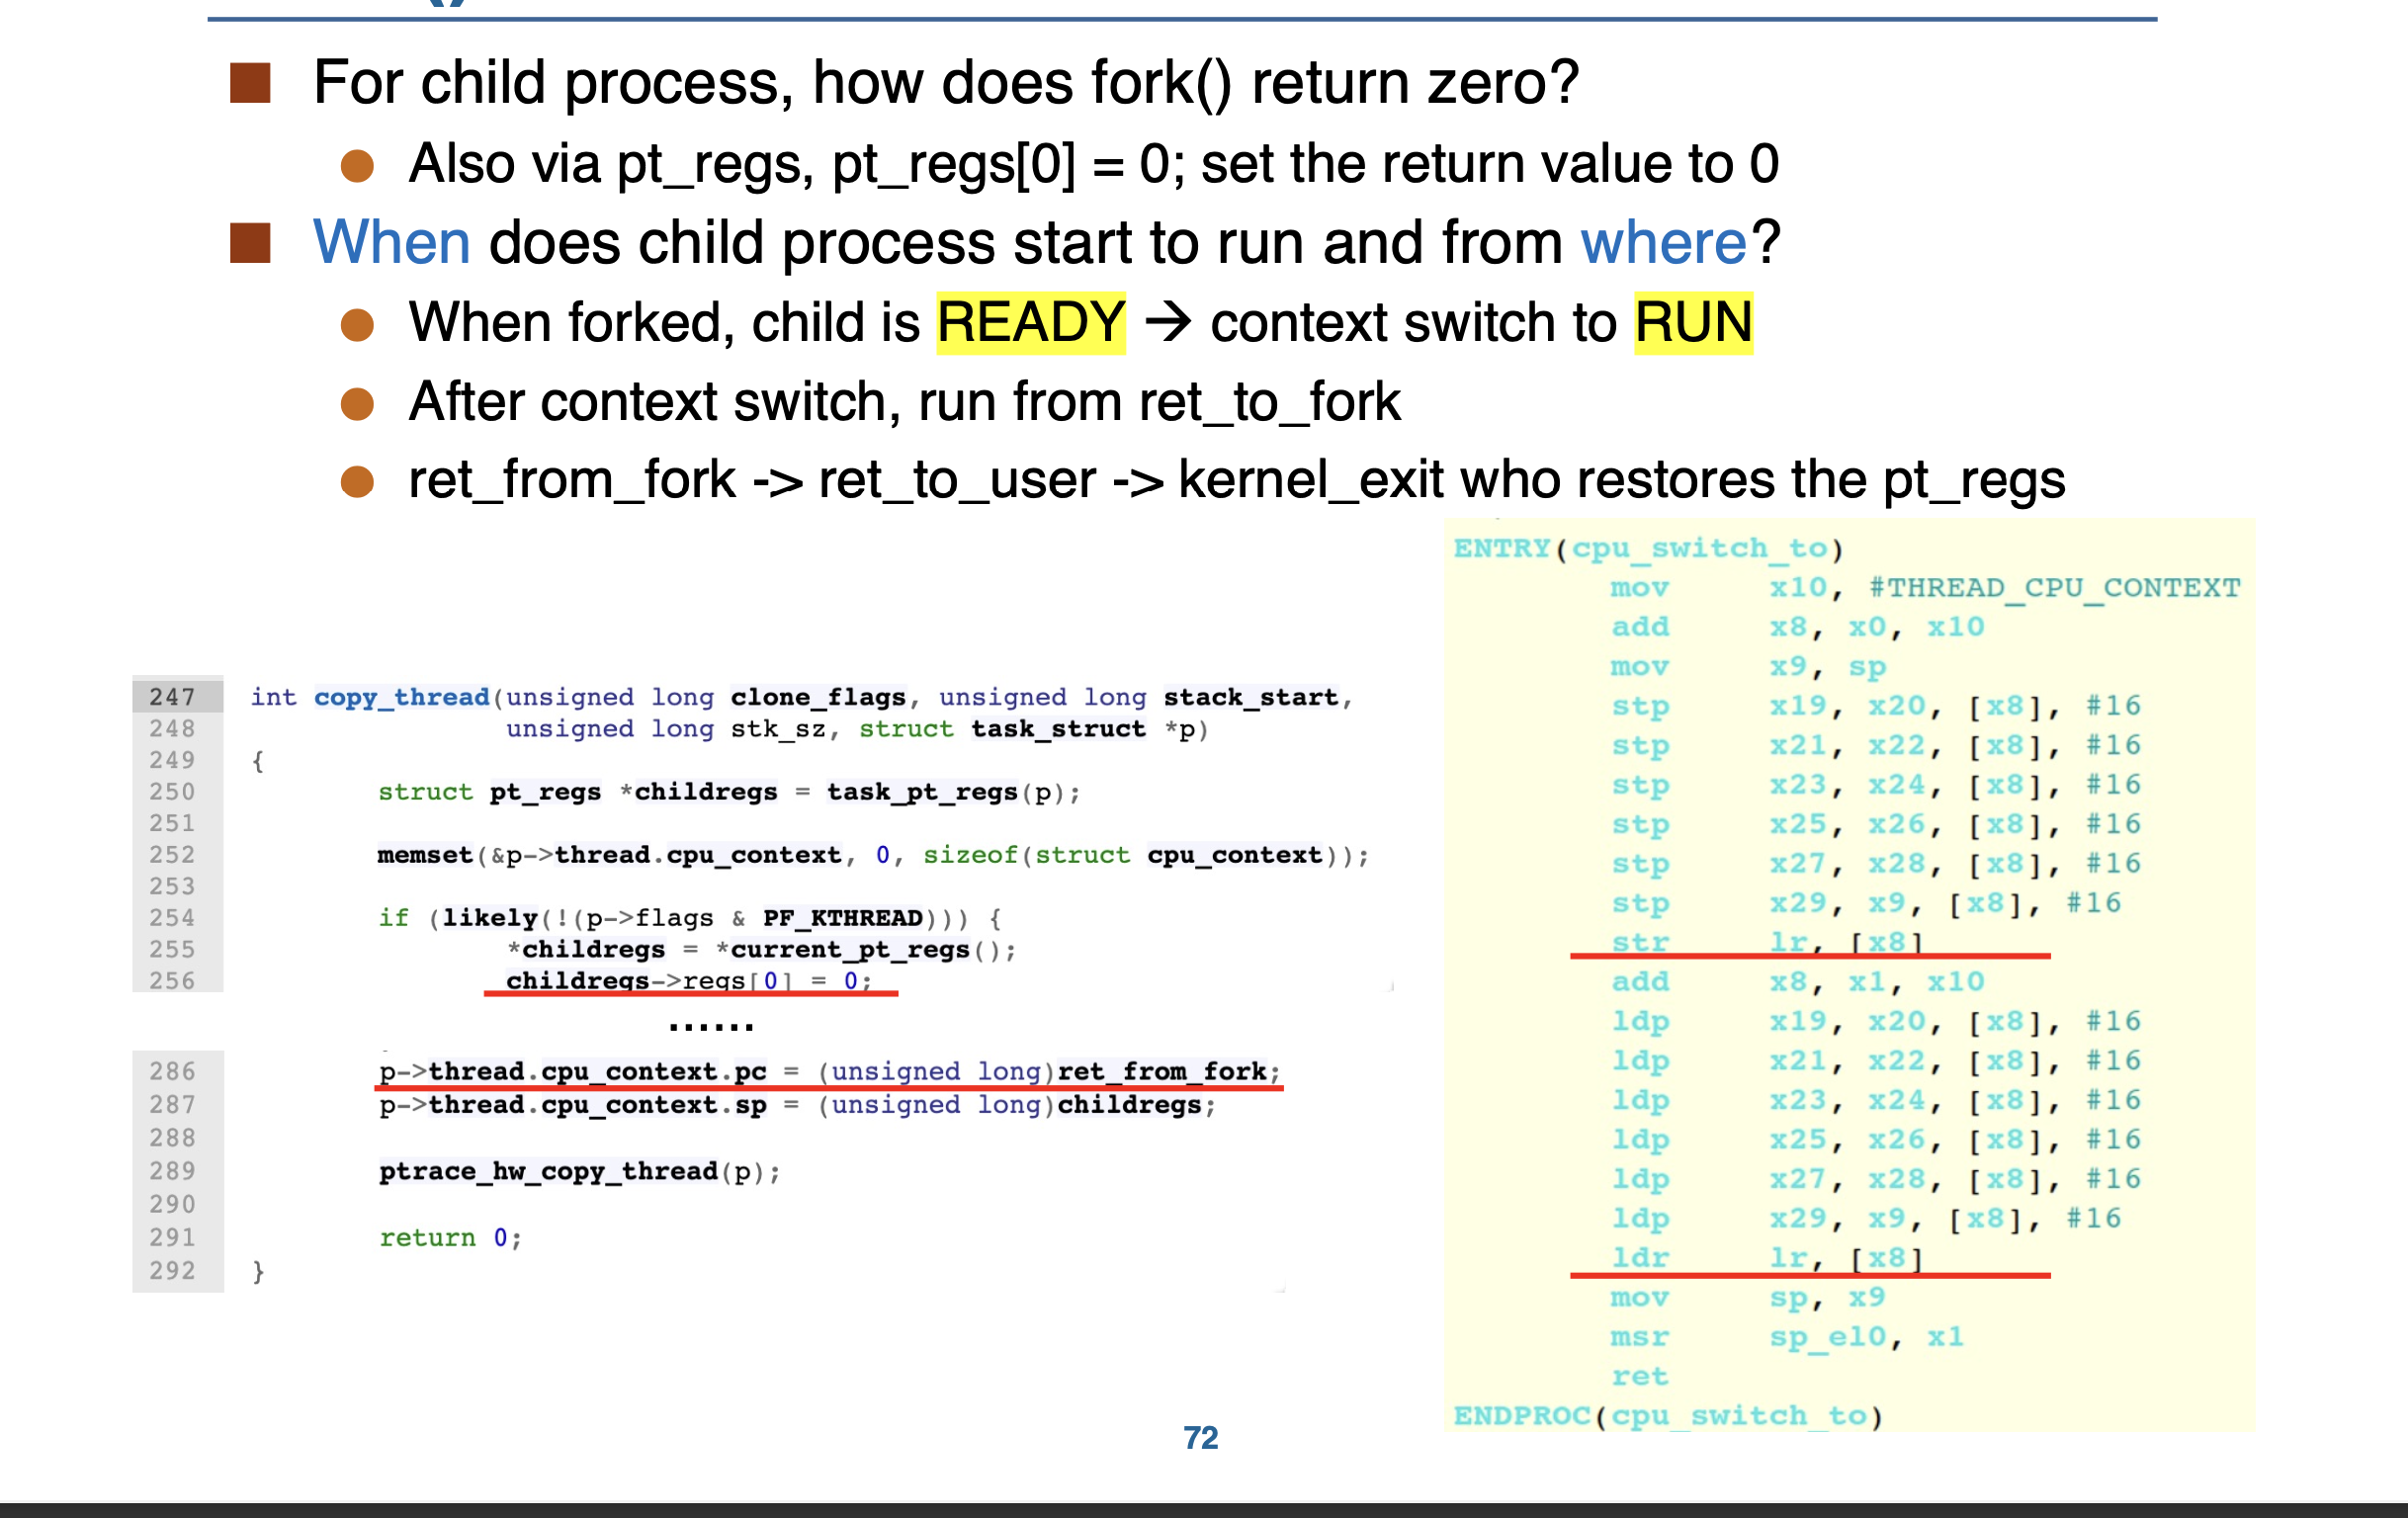 For child process, how does fork() return zero?
Also via pt_regs, pt_regs[0] = 0; set the return value to 0
When does child process start to run and from where?
When forked, child is READY → context switch to RUN
After context switch, run from ret_to_fork
ret_from_fork -> ret_to_user -> kernel_exit who restores the pt_regs
247 int copy_thread(unsigned long clone_flags, unsigned long stack_start,
248 unsigned long stk_sz, struct task_struct *p)
249 {
250 struct pt_regs *childregs = task_pt_regs(p);
251
252 memset(&p->thread.cpu_context, 0, sizeof(struct cpu_context));
253
254 if (likely(!(p->flags & PF_KTHREAD))) {
255 *childregs = *current_pt_regs();
256 childregs->regs[0] = 0;
......
286 p->thread.cpu_context.pc = (unsigned long)ret_from_fork;
287 p->thread.cpu_context.sp = (unsigned long)childregs;
288
289 ptrace_hw_copy_thread(p);
290
291 return 0;
292 }
ENTRY(cpu_switch_to)
mov x10, #THREAD_CPU_CONTEXT
add x8, x0, x10
mov x9, sp
stp x19, x20, [x8], #16
stp x21, x22, [x8], #16
stp x23, x24, [x8], #16
stp x25, x26, [x8], #16
stp x27, x28, [x8], #16
stp x29, x9, [x8], #16
str lr, [x8]
add x8, x1, x10
ldp x19, x20, [x8], #16
ldp x21, x22, [x8], #16
ldp x23, x24, [x8], #16
ldp x25, x26, [x8], #16
ldp x27, x28, [x8], #16
ldp x29, x9, [x8], #16
ldr lr, [x8]
mov sp, x9
msr sp_el0, x1
ret
ENDPROC(cpu_switch_to)
72